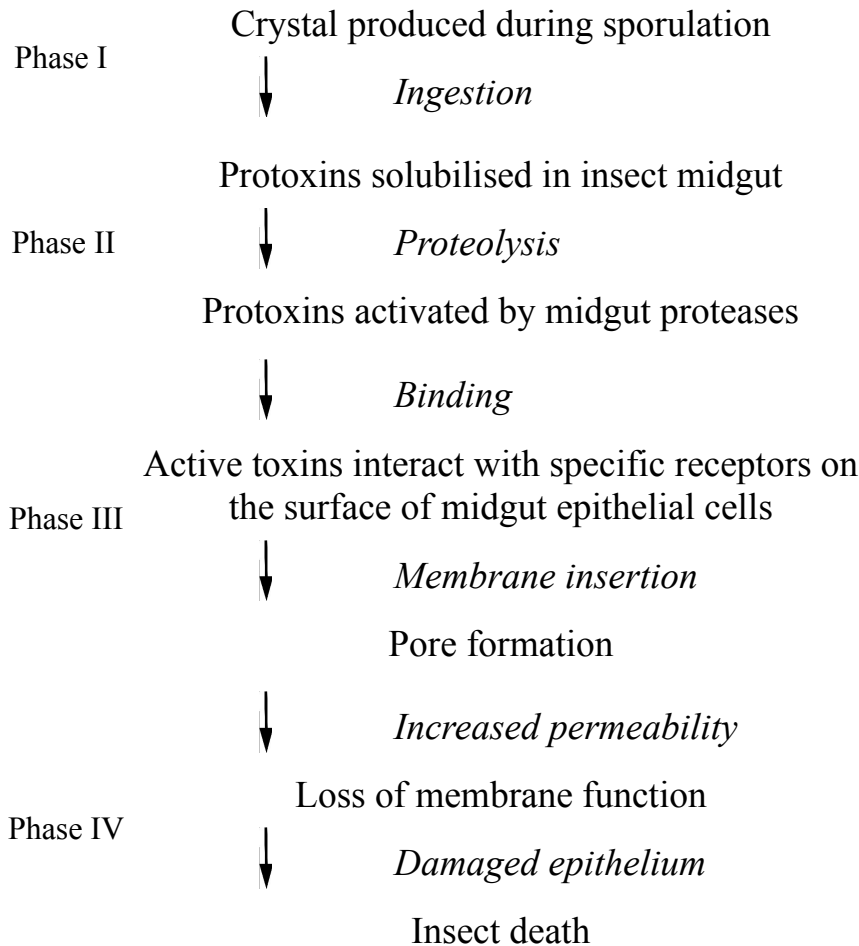 Crystal produced during sporulation
Phase I
Ingestion
Protoxins solubilised in insect midgut
Phase II
Proteolysis
Protoxins activated by midgut proteases
Binding
Active toxins interact with specific receptors on
the surface of midgut epithelial cells
Phase III
Membrane insertion
Pore formation
Increased permeability
Loss of membrane function
Phase IV
Damaged epithelium
Insect death